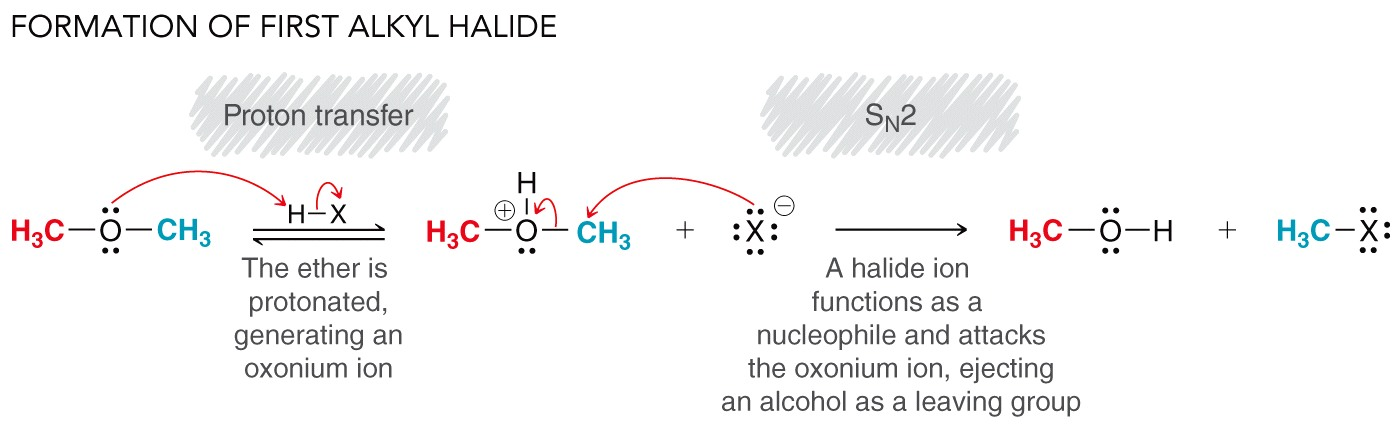 FORMATION OF FIRST ALKYL HALIDE
Proton transfer
S_N2
H
H–X
⊕
⊖
H₃C–O–CH₃
H₃C–O–CH₃ + :X:
H₃C–O–H + H₃C–X:
The ether is
protonated,
generating an
oxonium ion
A halide ion
functions as a
nucleophile and attacks
the oxonium ion, ejecting
an alcohol as a leaving group